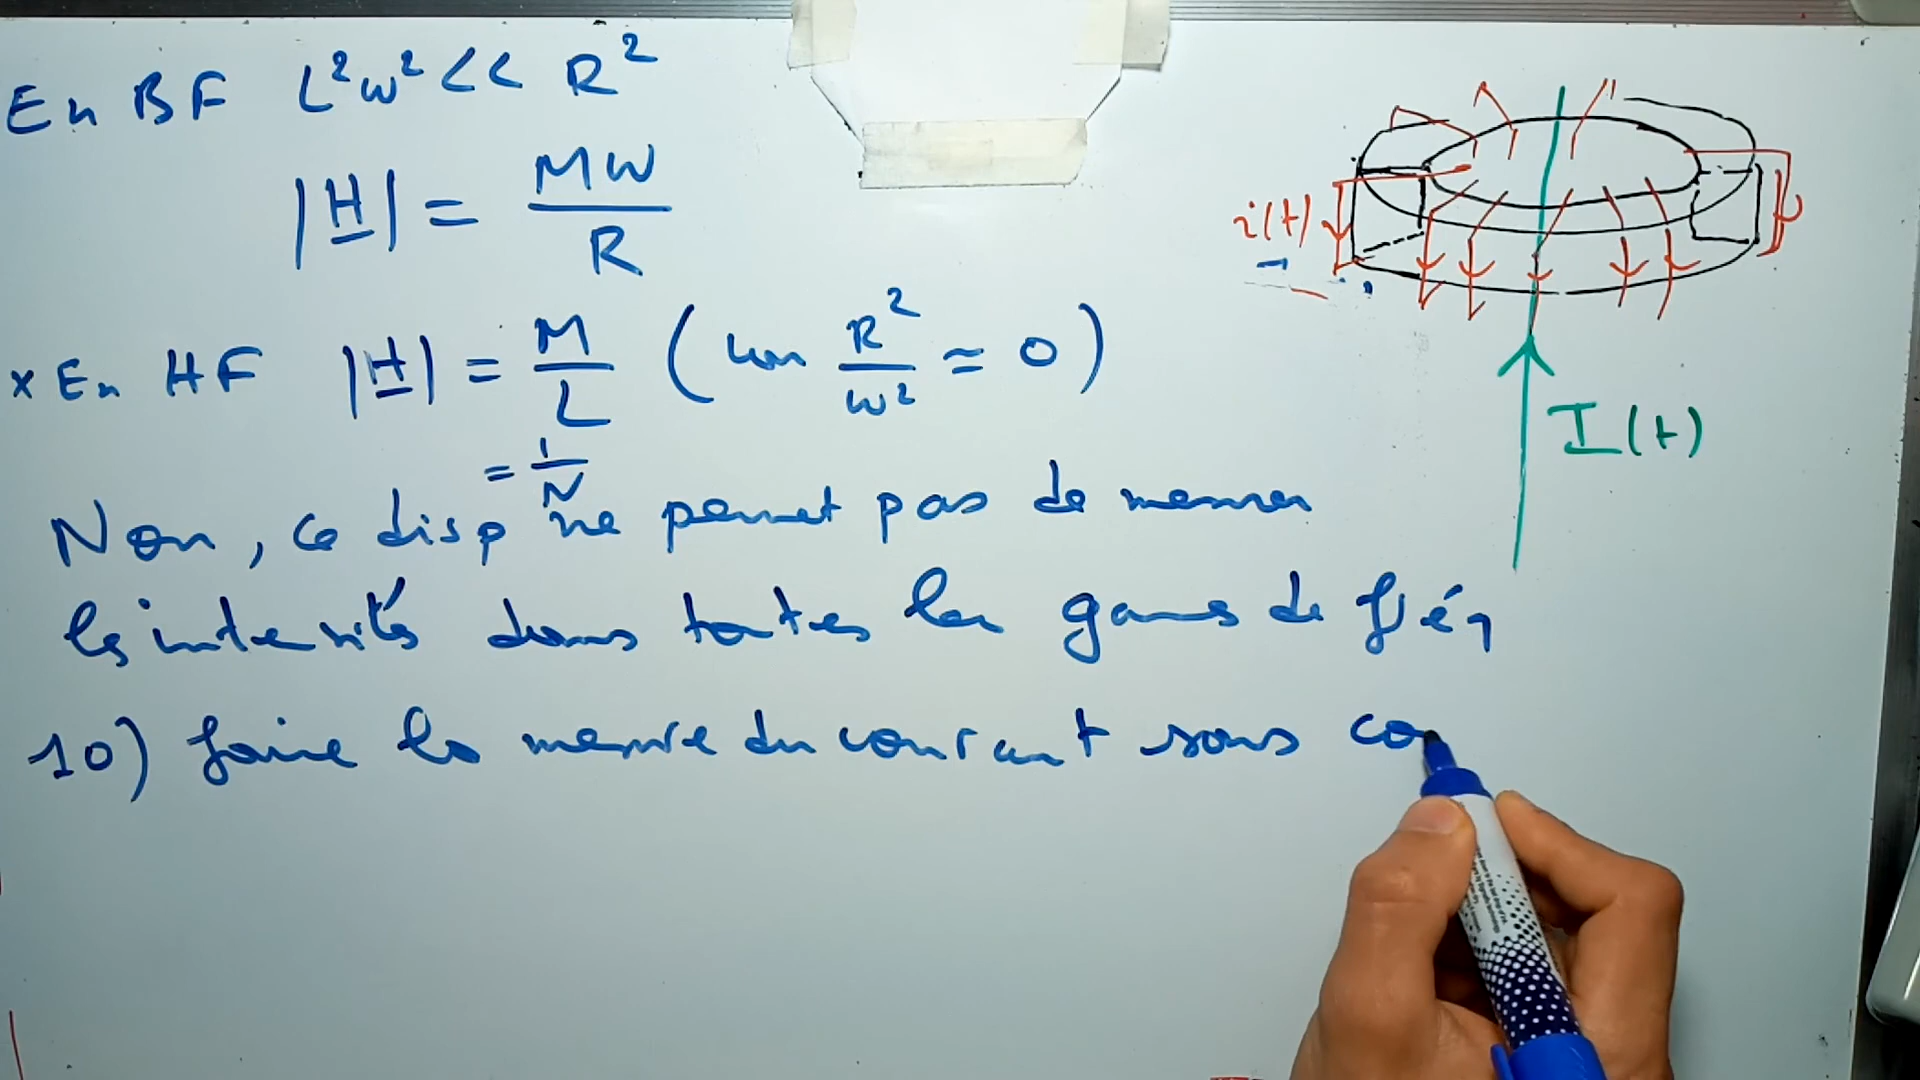 En BF L²w² << R²
|H| = Mw / R
x En HF |H| = M / L (car R² / w² ≈ 0)
= 1 / N
Non, ce disp ne permet pas de mesurer
les intensités dans toutes les games de fréq
10) faire la mesure du courant sans co
i(t)
I(t)